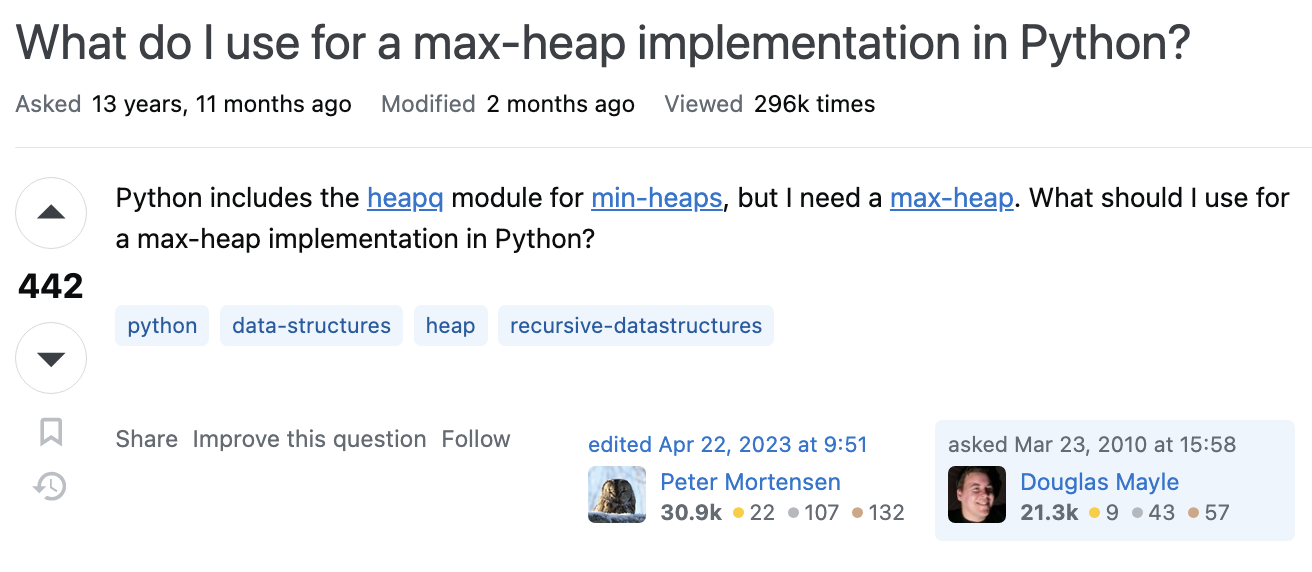 What do I use for a max-heap implementation in Python?
Asked 13 years, 11 months ago Modified 2 months ago Viewed 296k times
Python includes the heapq module for min-heaps, but I need a max-heap. What should I use for
a max-heap implementation in Python?
442
python data-structures heap recursive-datastructures
Share Improve this question Follow
edited Apr 22, 2023 at 9:51
Peter Mortensen
30.9k 22 107 132
asked Mar 23, 2010 at 15:58
Douglas Mayle
21.3k 9 43 57